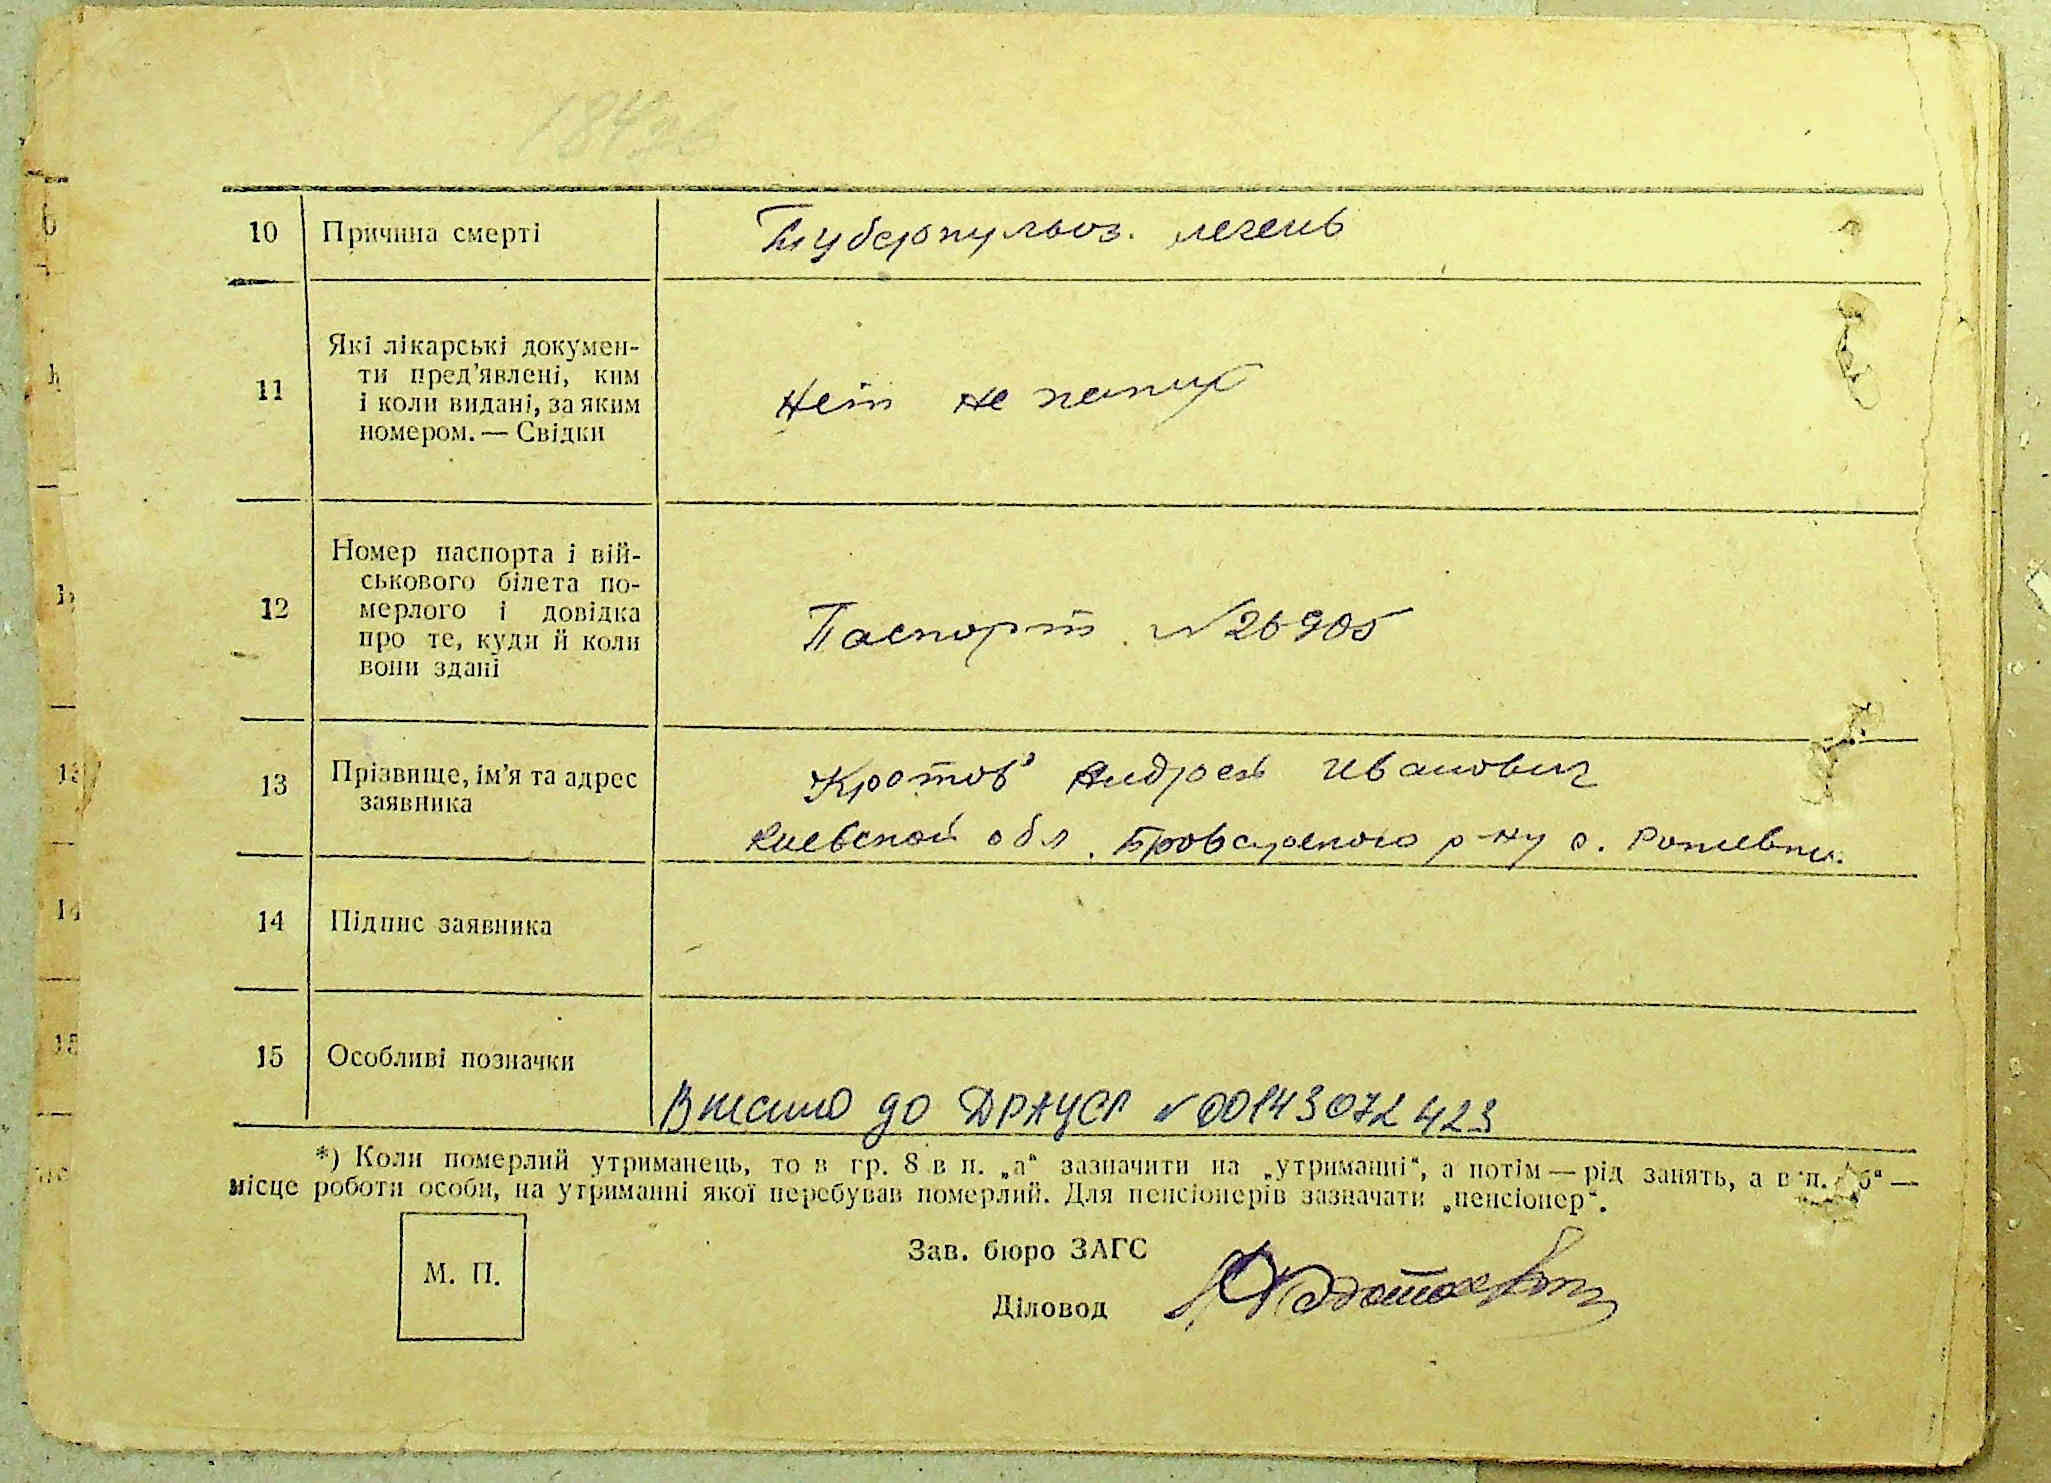 10 Причина смерті Туберкульоз. легень
11 Які лікарські докумен-
ти пред’явлені, ким
і коли видані, за яким
номером. — Свідки
Нет не
12 Номер паспорта і вій-
ськового білета по-
мерлого і довідка
про те, куди й коли
вони здані
Паспорт №26905
13 Прізвище, ім’я та адрес
заявника
Кротов Андрей Иванович
Киевской обл. Броварского р-ну с.
14 Підпис заявника
15 Особливі позначки
Внесено до ДРАЦСГ №00143072423
*) Коли померлий утриманець, то в гр. 8 в п. „а“ зазначити на „утриманні“, а потім — рід занять, а в п. „б“ —
місце роботи особи, на утриманні якої перебував померлий. Для пенсіонерів зазначати „пенсіонер“.
М. П.
Зав. бюро ЗАГС
Діловод